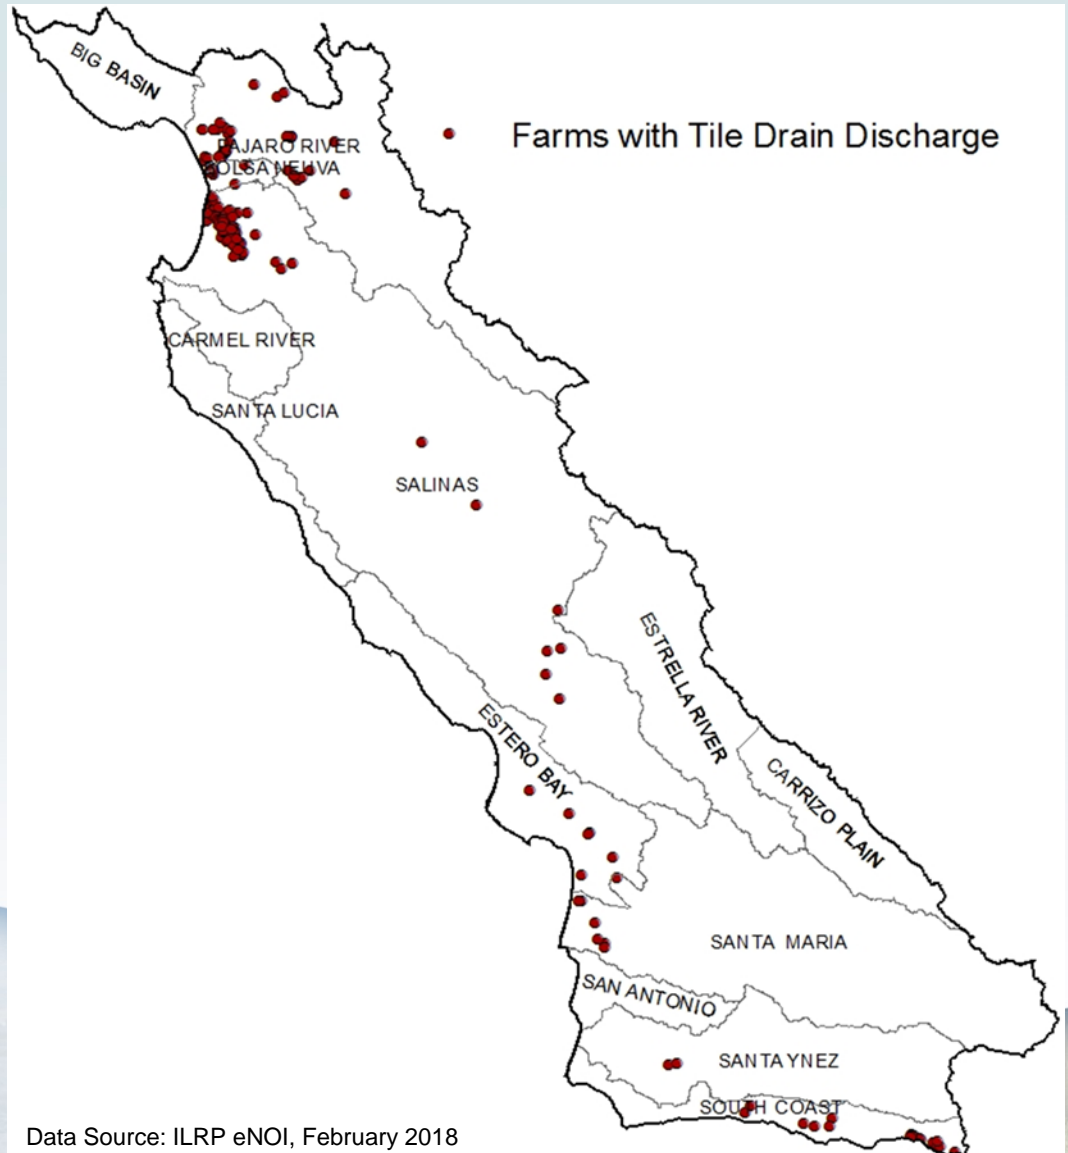 BIG BASIN
Farms with Tile Drain Discharge
PAJARO RIVER
BOLSA NEUVA
CARMEL RIVER
SANTA LUCIA
SALINAS
ESTRELLA RIVER
ESTERO BAY
CARRIZO PLAIN
SANTA MARIA
SAN ANTONIO
SANTA YNEZ
SOUTH COAST
Data Source: ILRP eNOI, February 2018